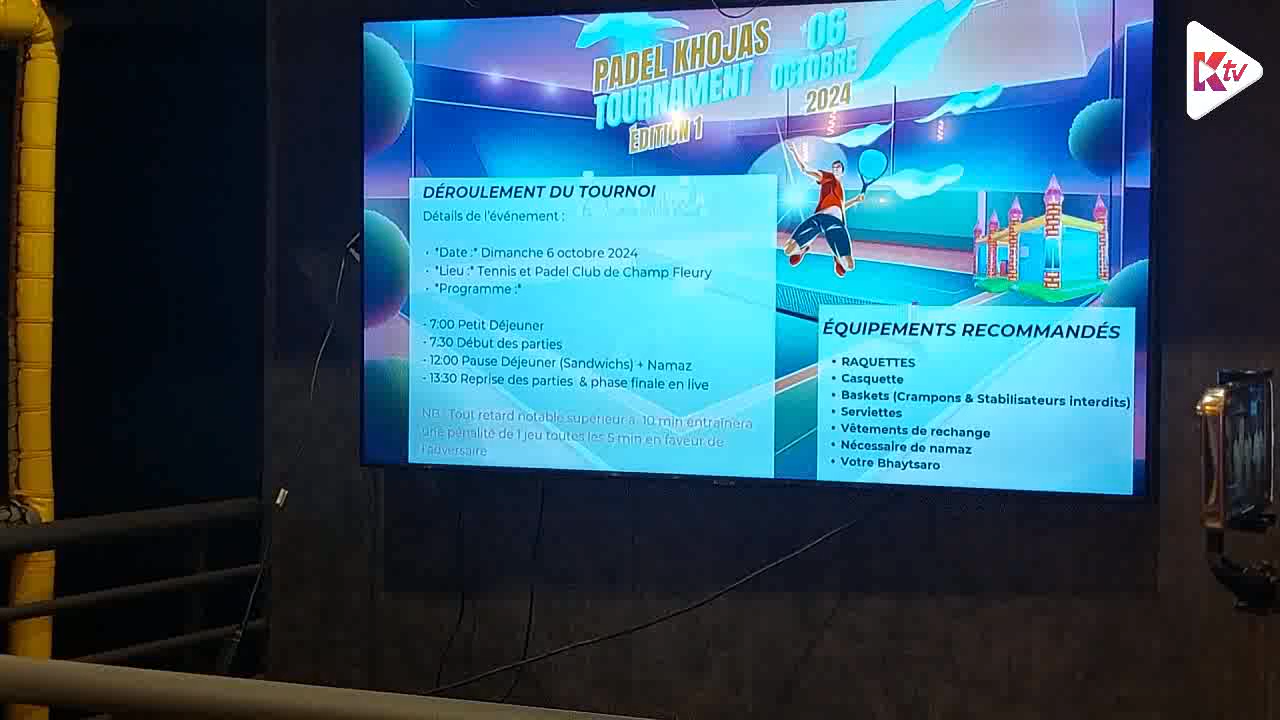 K tv
PADEL KHOJAS
TOURNAMENT
ÉDITION 1
06
OCTOBRE
2024
DÉROULEMENT DU TOURNOI
Détails de l'événement :
• *Date :* Dimanche 6 octobre 2024
• *Lieu :* Tennis et Padel Club de Champ Fleury
• *Programme :*
- 7:00 Petit Déjeuner
- 7:30 Début des parties
- 12:00 Pause Déjeuner (Sandwichs) + Namaz
- 13:30 Reprise des parties & phase finale en live
NB : Tout retard notable supérieur à 10 min entraînera
une pénalité de 1 jeu toutes les 5 min en faveur de
l'adversaire
ÉQUIPEMENTS RECOMMANDÉS
• RAQUETTES
• Casquette
• Baskets (Crampons & Stabilisateurs interdits)
• Serviettes
• Vêtements de rechange
• Nécessaire de namaz
• Votre Bhaytsaro